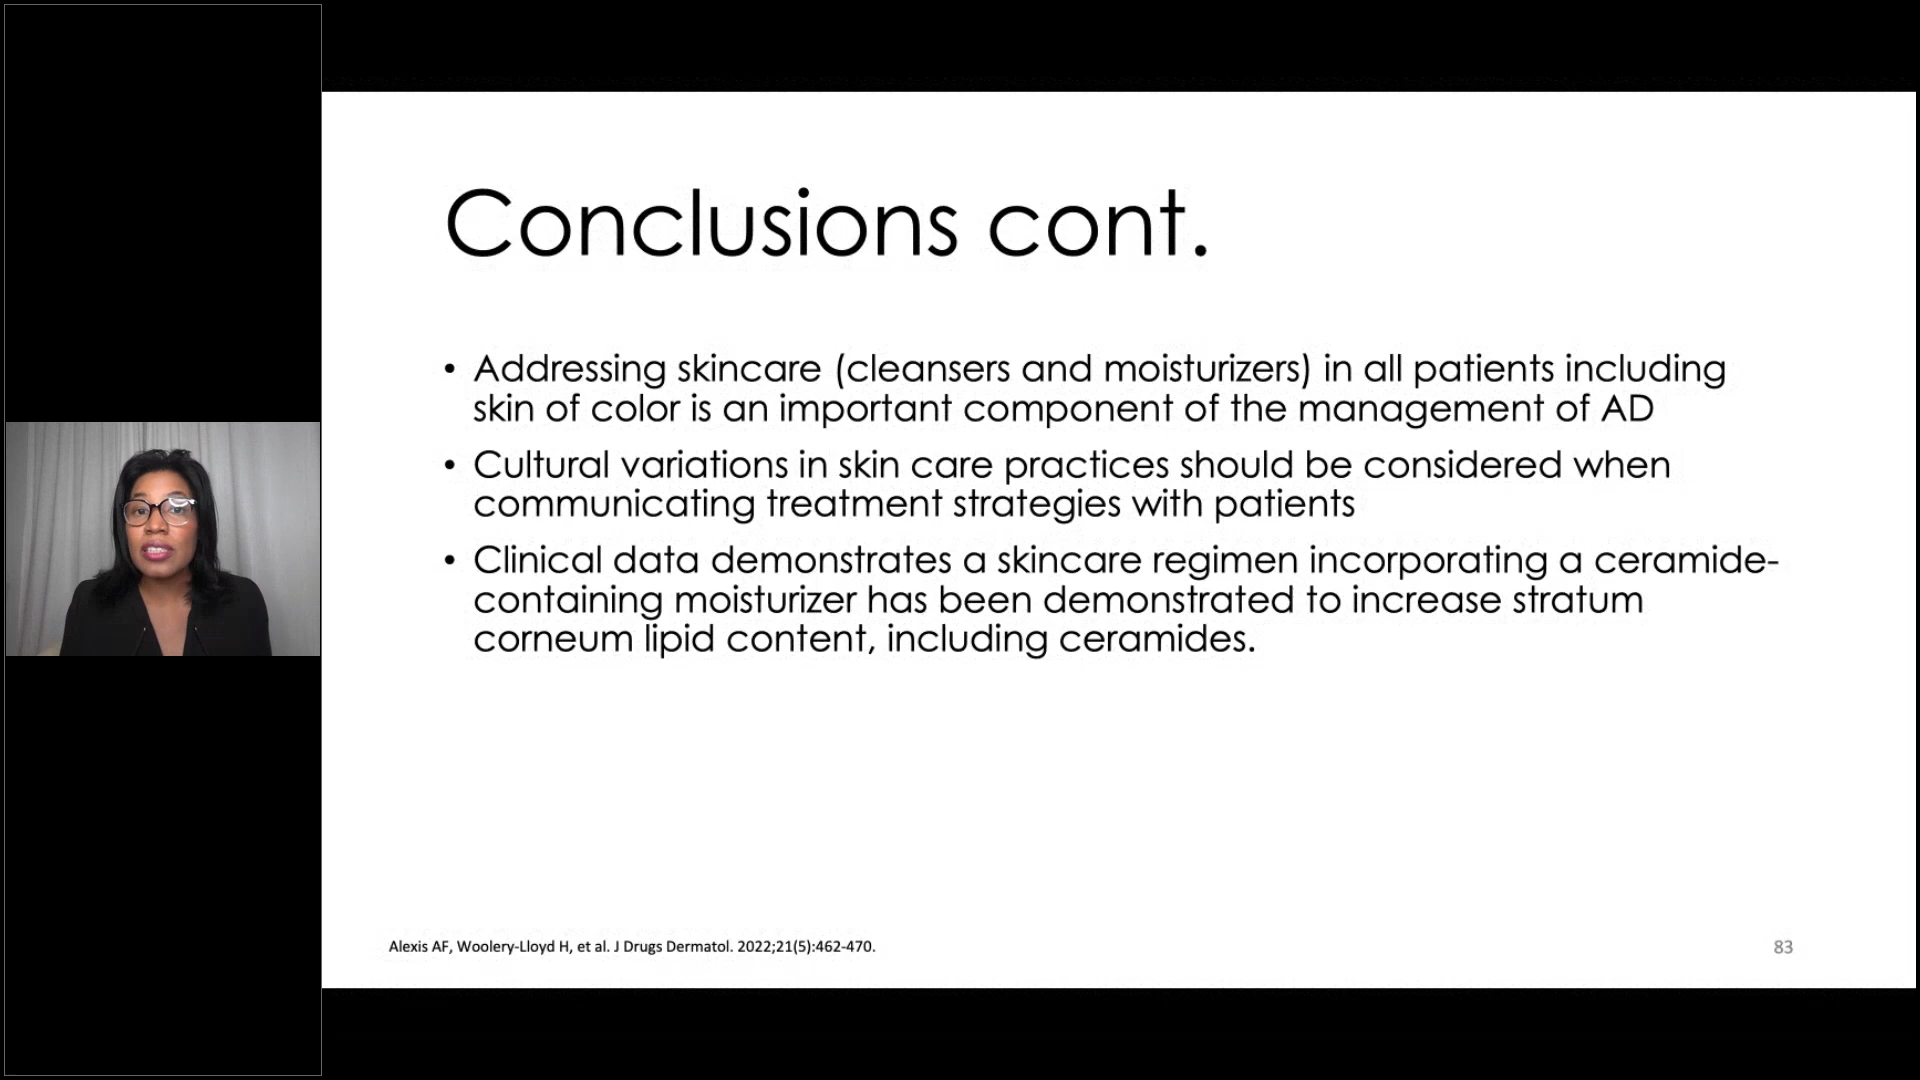 Conclusions cont.
• Addressing skincare (cleansers and moisturizers) in all patients including
skin of color is an important component of the management of AD
• Cultural variations in skin care practices should be considered when
communicating treatment strategies with patients
• Clinical data demonstrates a skincare regimen incorporating a ceramide-
containing moisturizer has been demonstrated to increase stratum
corneum lipid content, including ceramides.
Alexis AF, Woolery-Lloyd H, et al. J Drugs Dermatol. 2022;21(5):462-470.
83